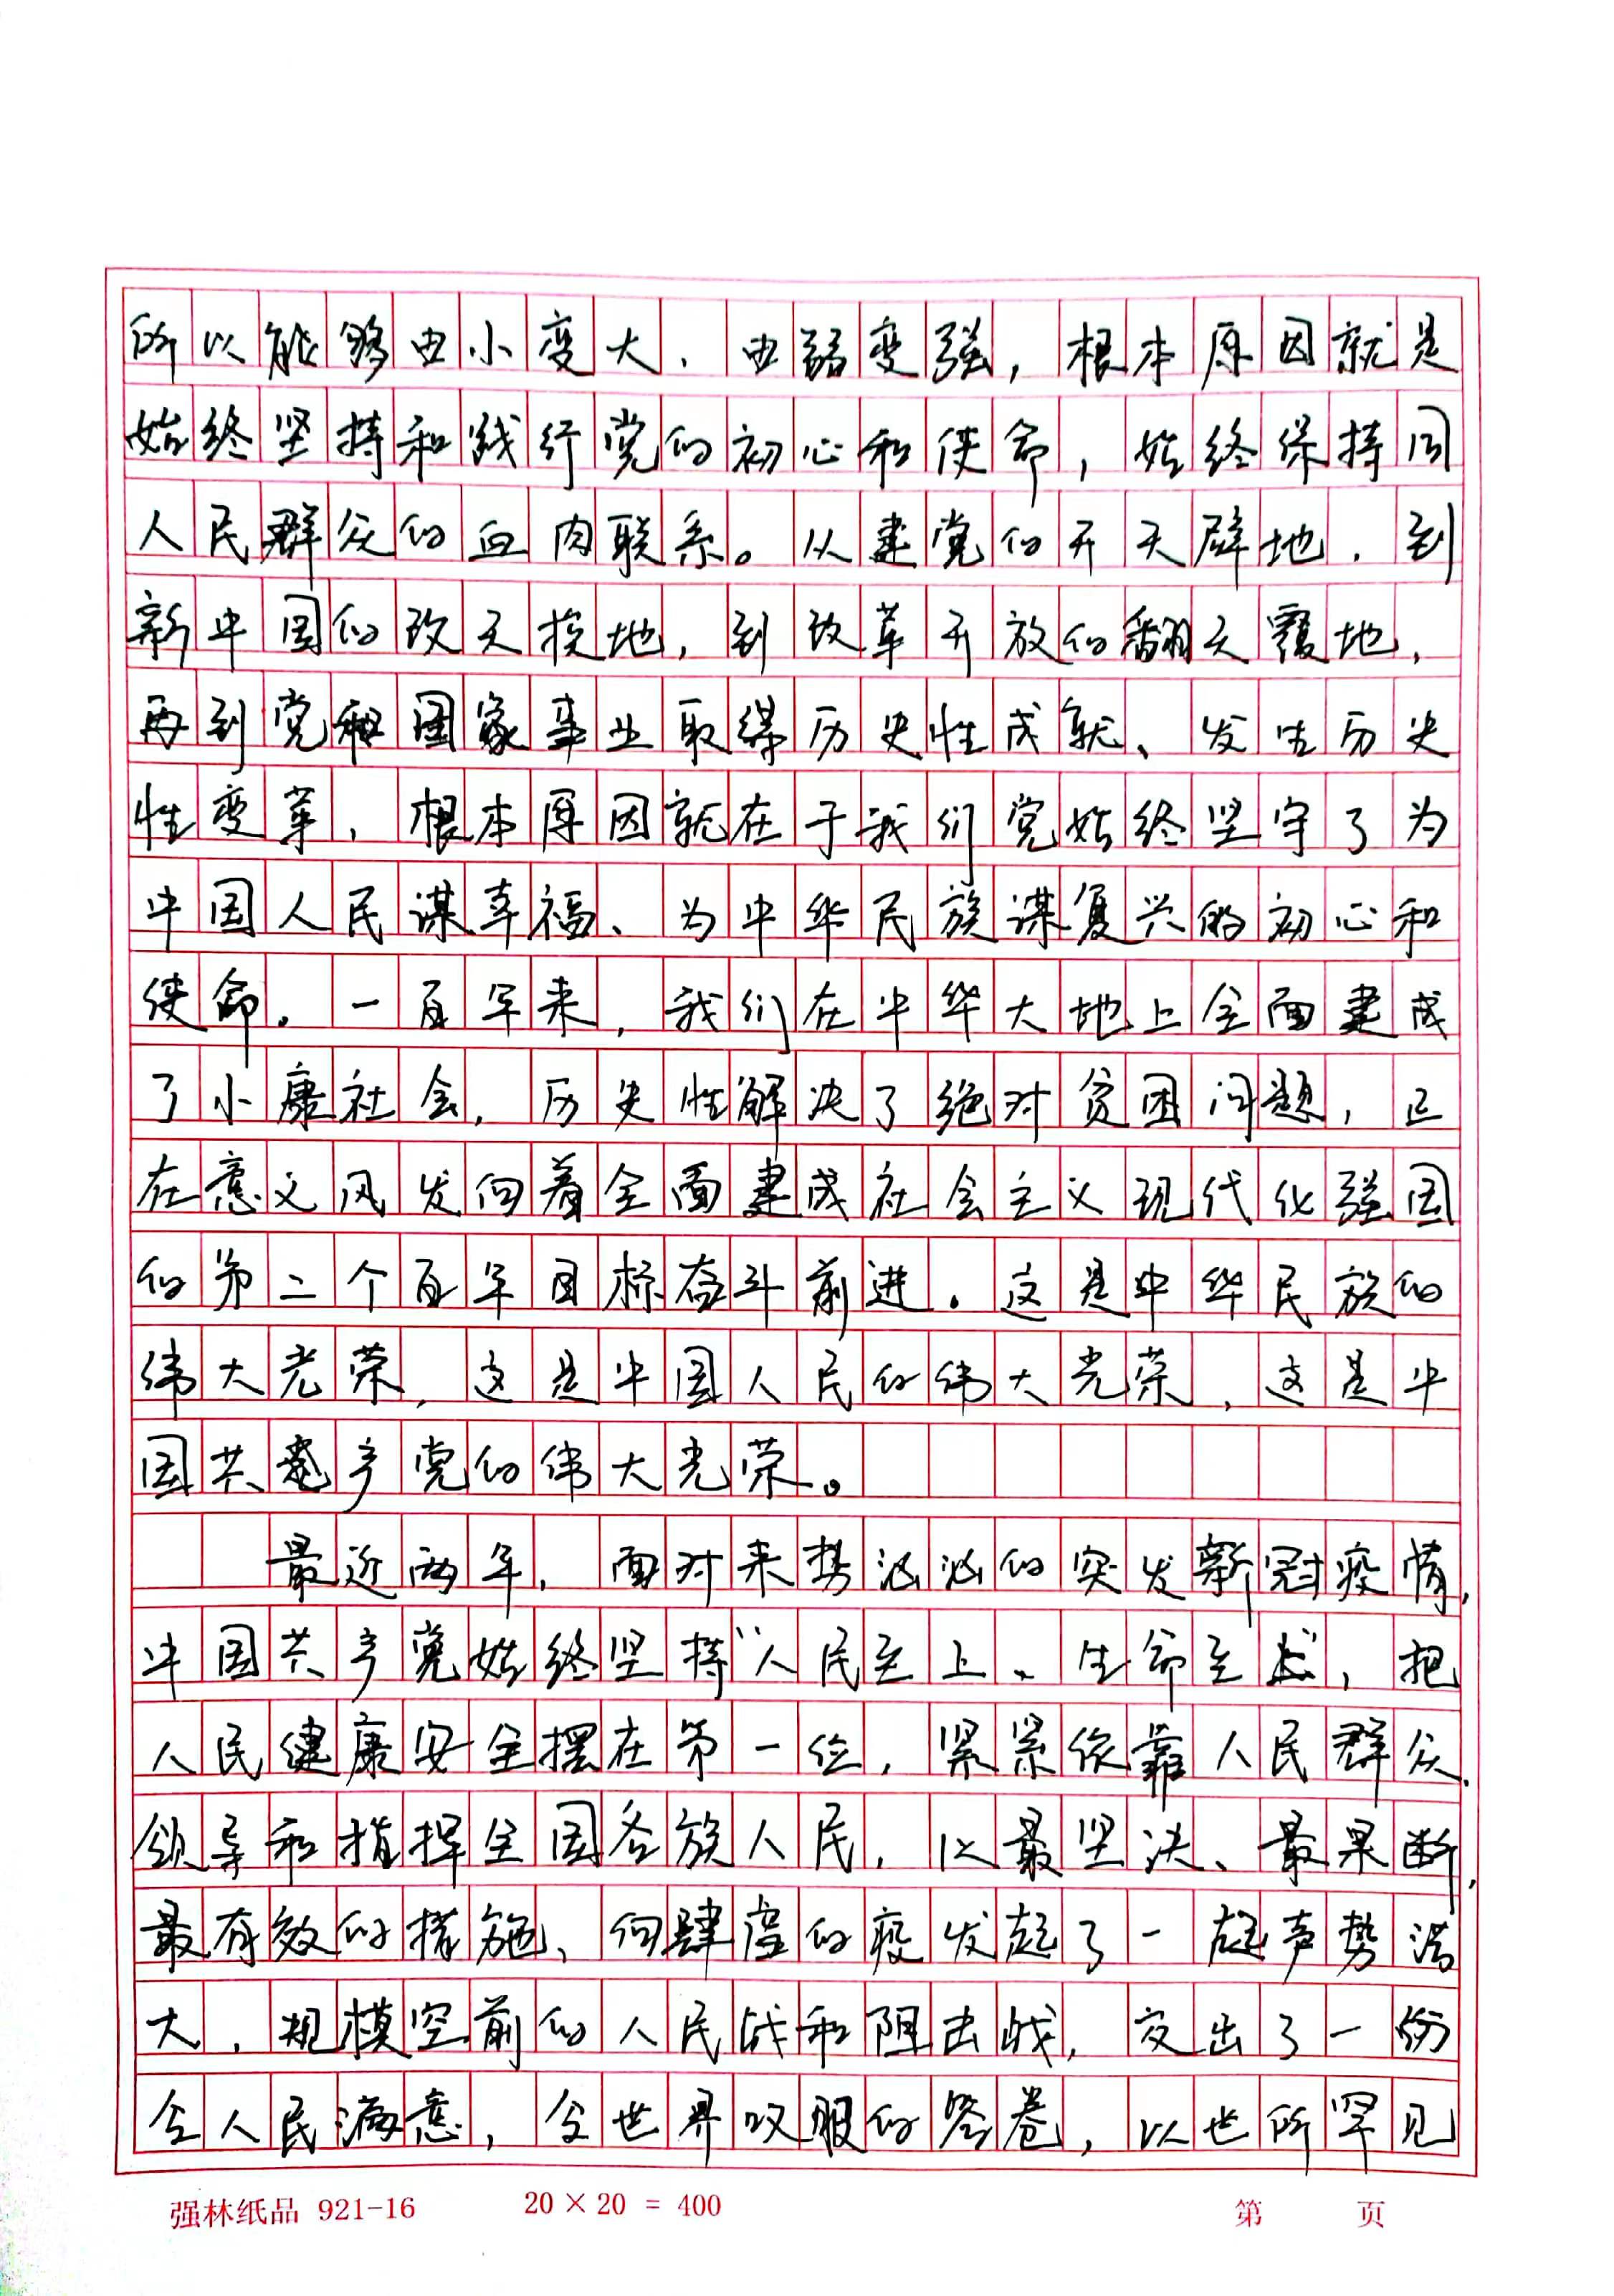 所以能够由小变大、由弱变强，根本原因就是
始终坚持和践行党的初心和使命，始终保持同
人民群众的血肉联系。从建党的开天辟地，到
新中国的改天换地，到改革开放的翻天覆地，
再到党和国家事业取得历史性成就、发生历史
性变革，根本原因就在于我们党始终坚守了为
中国人民谋幸福、为中华民族谋复兴的初心和
使命。一百年来，我们在中华大地上全面建成
了小康社会，历史性解决了绝对贫困问题，正
在意义风发向着全面建成社会主义现代化强国
的第二个百年目标奋斗前进。这是中华民族的
伟大光荣，这是中国人民的伟大光荣，这是中
国共产党的伟大光荣。
最近两年，面对来势汹汹的突发新冠疫情，
中国共产党始终坚持“人民至上、生命至上”，把
人民健康安全摆在第一位，紧紧依靠人民群众，
领导和指挥全国各族人民，以最坚决、最果断，
最有效的措施、向肆虐的疫发起了一起声势浩
大，规模空前的人民战和阻击战，交出了一份
令人民满意，令世界叹服的答卷，以世所罕见
强林纸品 921-16 20×20=400 第 页